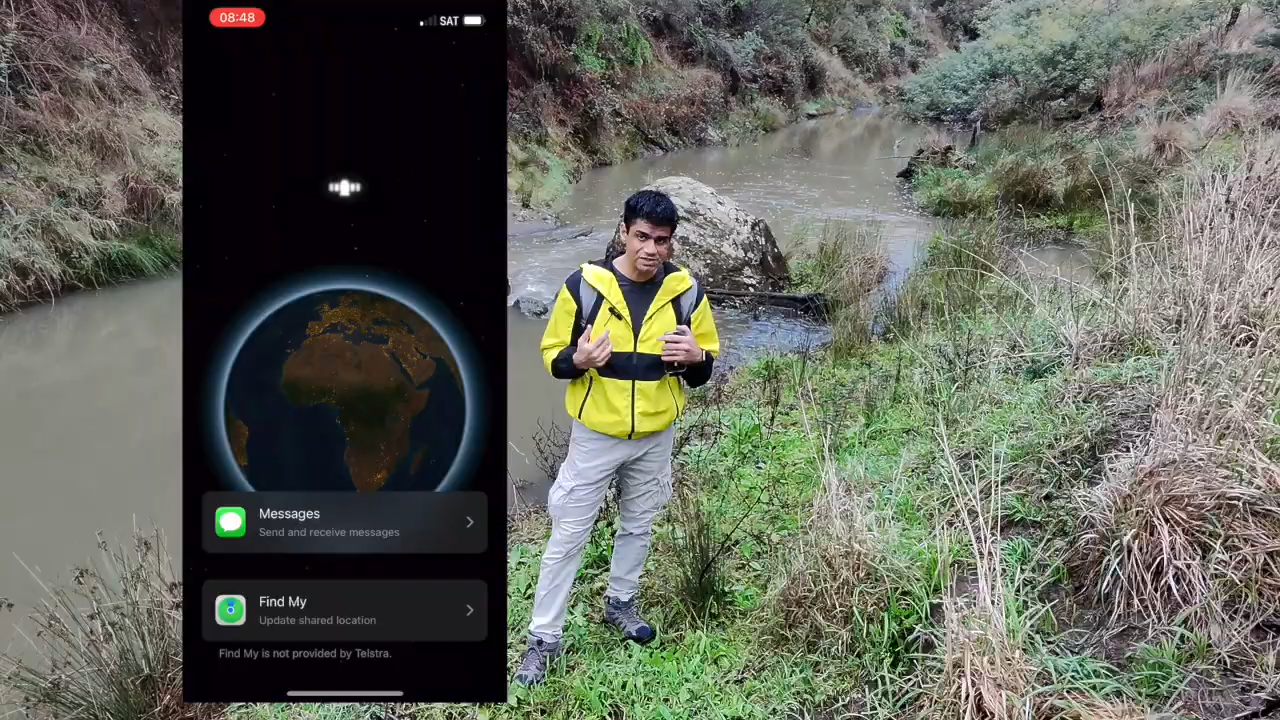 08:48
SAT
Messages
Send and receive messages
Find My
Update shared location
Find My is not provided by Telstra.